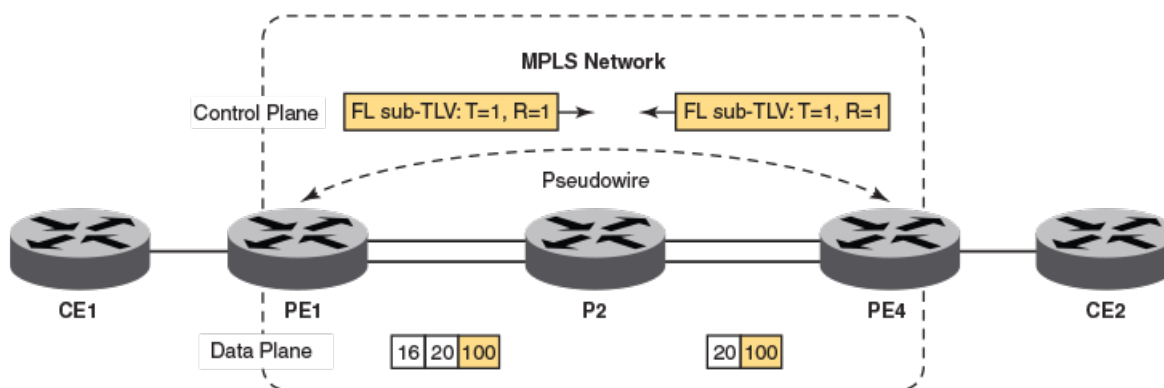 MPLS Network
Control Plane
FL sub-TLV: T=1, R=1
FL sub-TLV: T=1, R=1
Pseudowire
CE1
PE1
P2
PE4
CE2
Data Plane
16 20 100
20 100